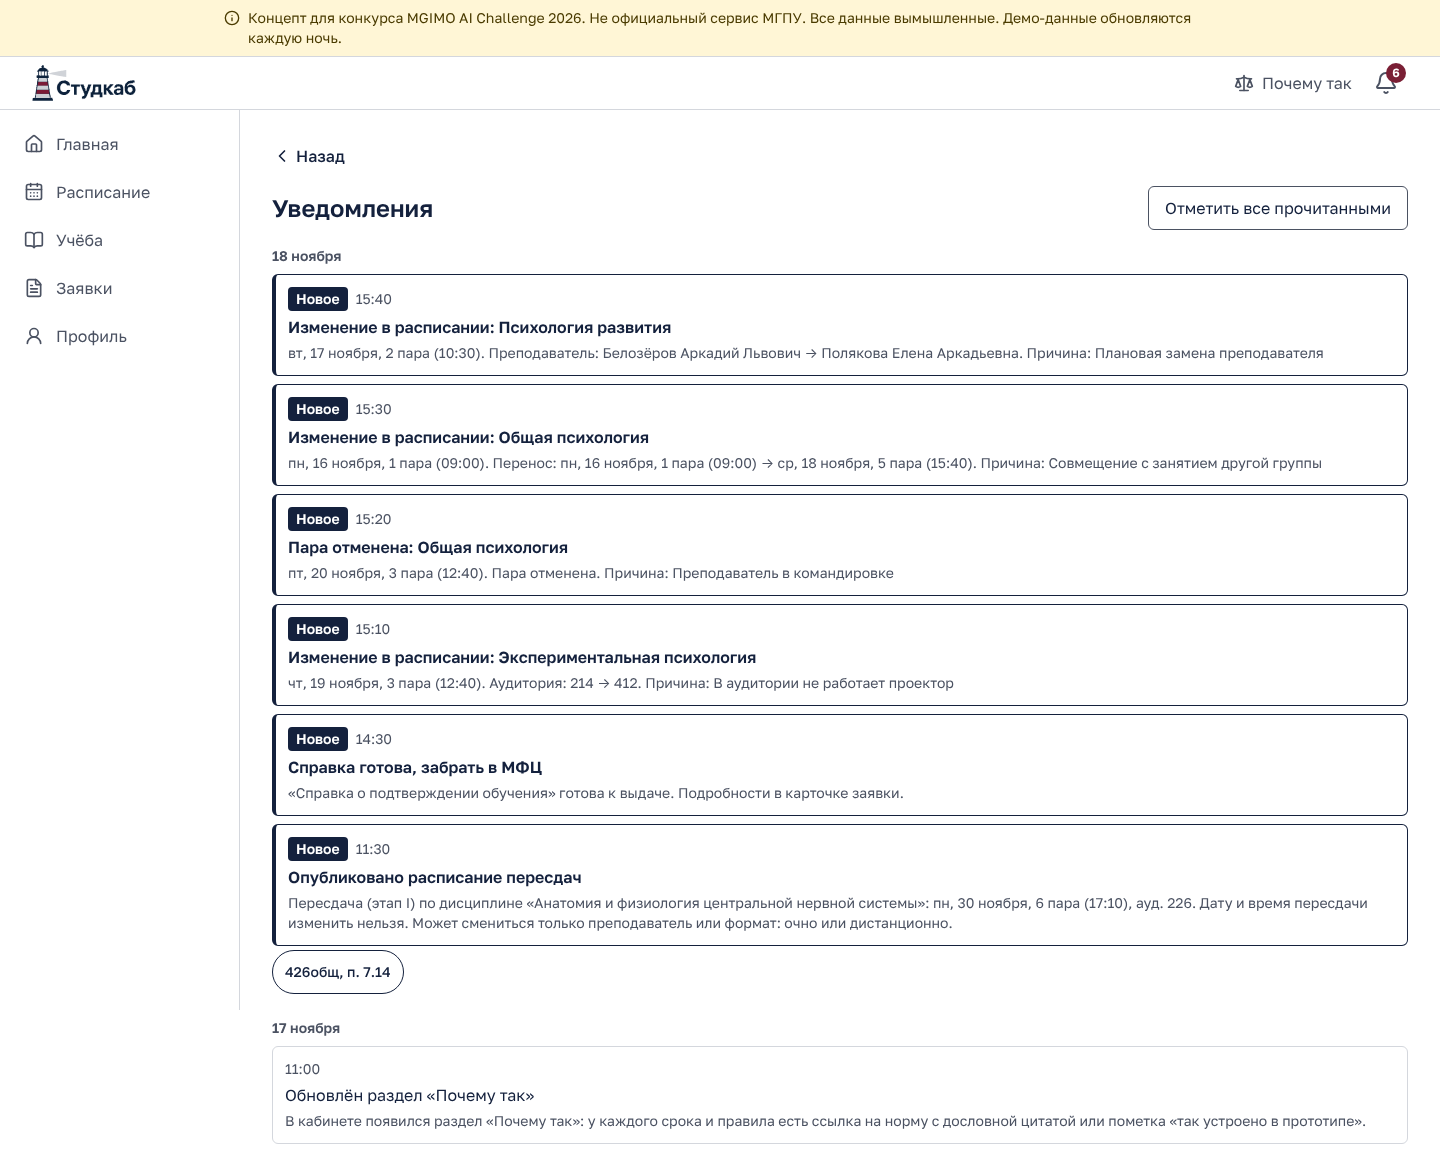 Концепт для конкурса MGIMO AI Challenge 2026. Не официальный сервис МГПУ. Все данные вымышленные. Демо-данные обновляются
каждую ночь.
Студкаб
Почему так
6
Главная
Расписание
Учёба
Заявки
Профиль
Назад
Уведомления
Отметить все прочитанными
18 ноября
Новое 15:40
Изменение в расписании: Психология развития
вт, 17 ноября, 2 пара (10:30). Преподаватель: Белозёров Аркадий Львович → Полякова Елена Аркадьевна. Причина: Плановая замена преподавателя
Новое 15:30
Изменение в расписании: Общая психология
пн, 16 ноября, 1 пара (09:00). Перенос: пн, 16 ноября, 1 пара (09:00) → ср, 18 ноября, 5 пара (15:40). Причина: Совмещение с занятием другой группы
Новое 15:20
Пара отменена: Общая психология
пт, 20 ноября, 3 пара (12:40). Пара отменена. Причина: Преподаватель в командировке
Новое 15:10
Изменение в расписании: Экспериментальная психология
чт, 19 ноября, 3 пара (12:40). Аудитория: 214 → 412. Причина: В аудитории не работает проектор
Новое 14:30
Справка готова, забрать в МФЦ
«Справка о подтверждении обучения» готова к выдаче. Подробности в карточке заявки.
Новое 11:30
Опубликовано расписание пересдач
Пересдача (этап I) по дисциплине «Анатомия и физиология центральной нервной системы»: пн, 30 ноября, 6 пара (17:10), ауд. 226. Дату и время пересдачи
изменить нельзя. Может смениться только преподаватель или формат: очно или дистанционно.
426общ, п. 7.14
17 ноября
11:00
Обновлён раздел «Почему так»
В кабинете появился раздел «Почему так»: у каждого срока и правила есть ссылка на норму с дословной цитатой или пометка «так устроено в прототипе».